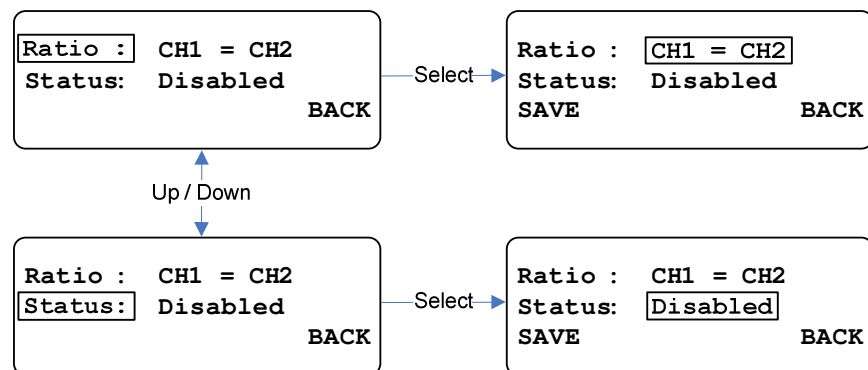 Ratio : CH1 = CH2
Status: Disabled
BACK
Select
Ratio : CH1 = CH2
Status: Disabled
SAVE BACK
Up / Down
Ratio : CH1 = CH2
Status: Disabled
BACK
Select
Ratio : CH1 = CH2
Status: Disabled
SAVE BACK